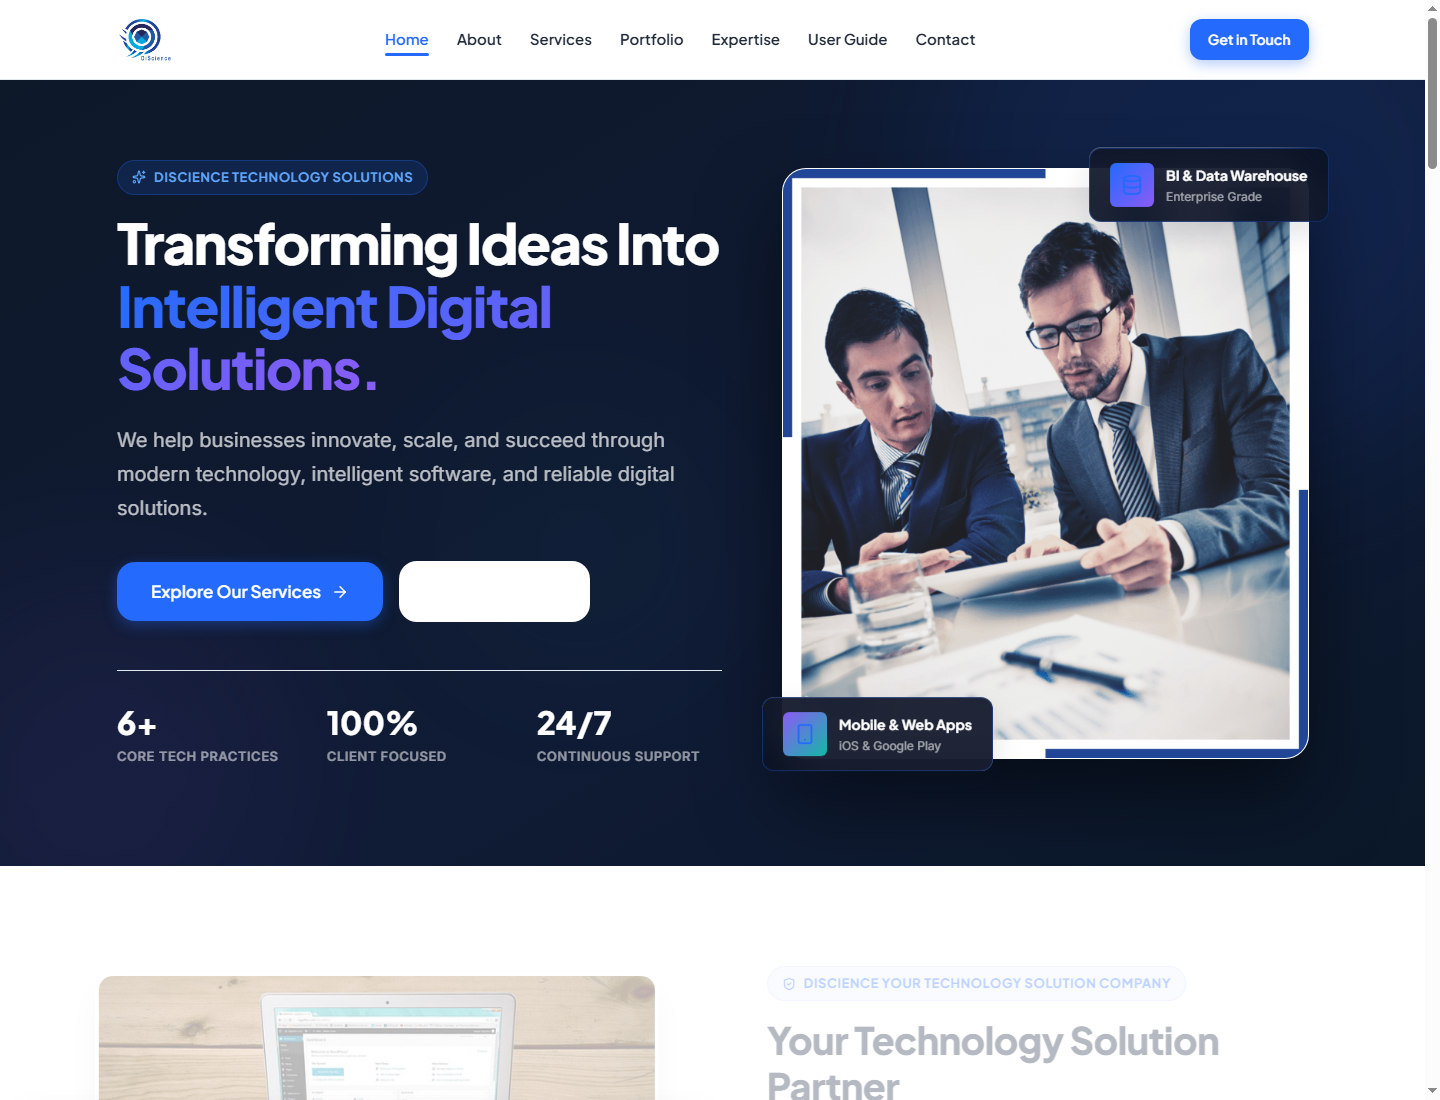 DiScience
Home
About
Services
Portfolio
Expertise
User Guide
Contact
Get In Touch
DISCIENCE TECHNOLOGY SOLUTIONS
Transforming Ideas Into
Intelligent Digital
Solutions.
We help businesses innovate, scale, and succeed through
modern technology, intelligent software, and reliable digital
solutions.
Explore Our Services
6+
CORE TECH PRACTICES
100%
CLIENT FOCUSED
24/7
CONTINUOUS SUPPORT
BI & Data Warehouse
Enterprise Grade
Mobile & Web Apps
iOS & Google Play
DISCIENCE YOUR TECHNOLOGY SOLUTION COMPANY
Your Technology Solution
Partner